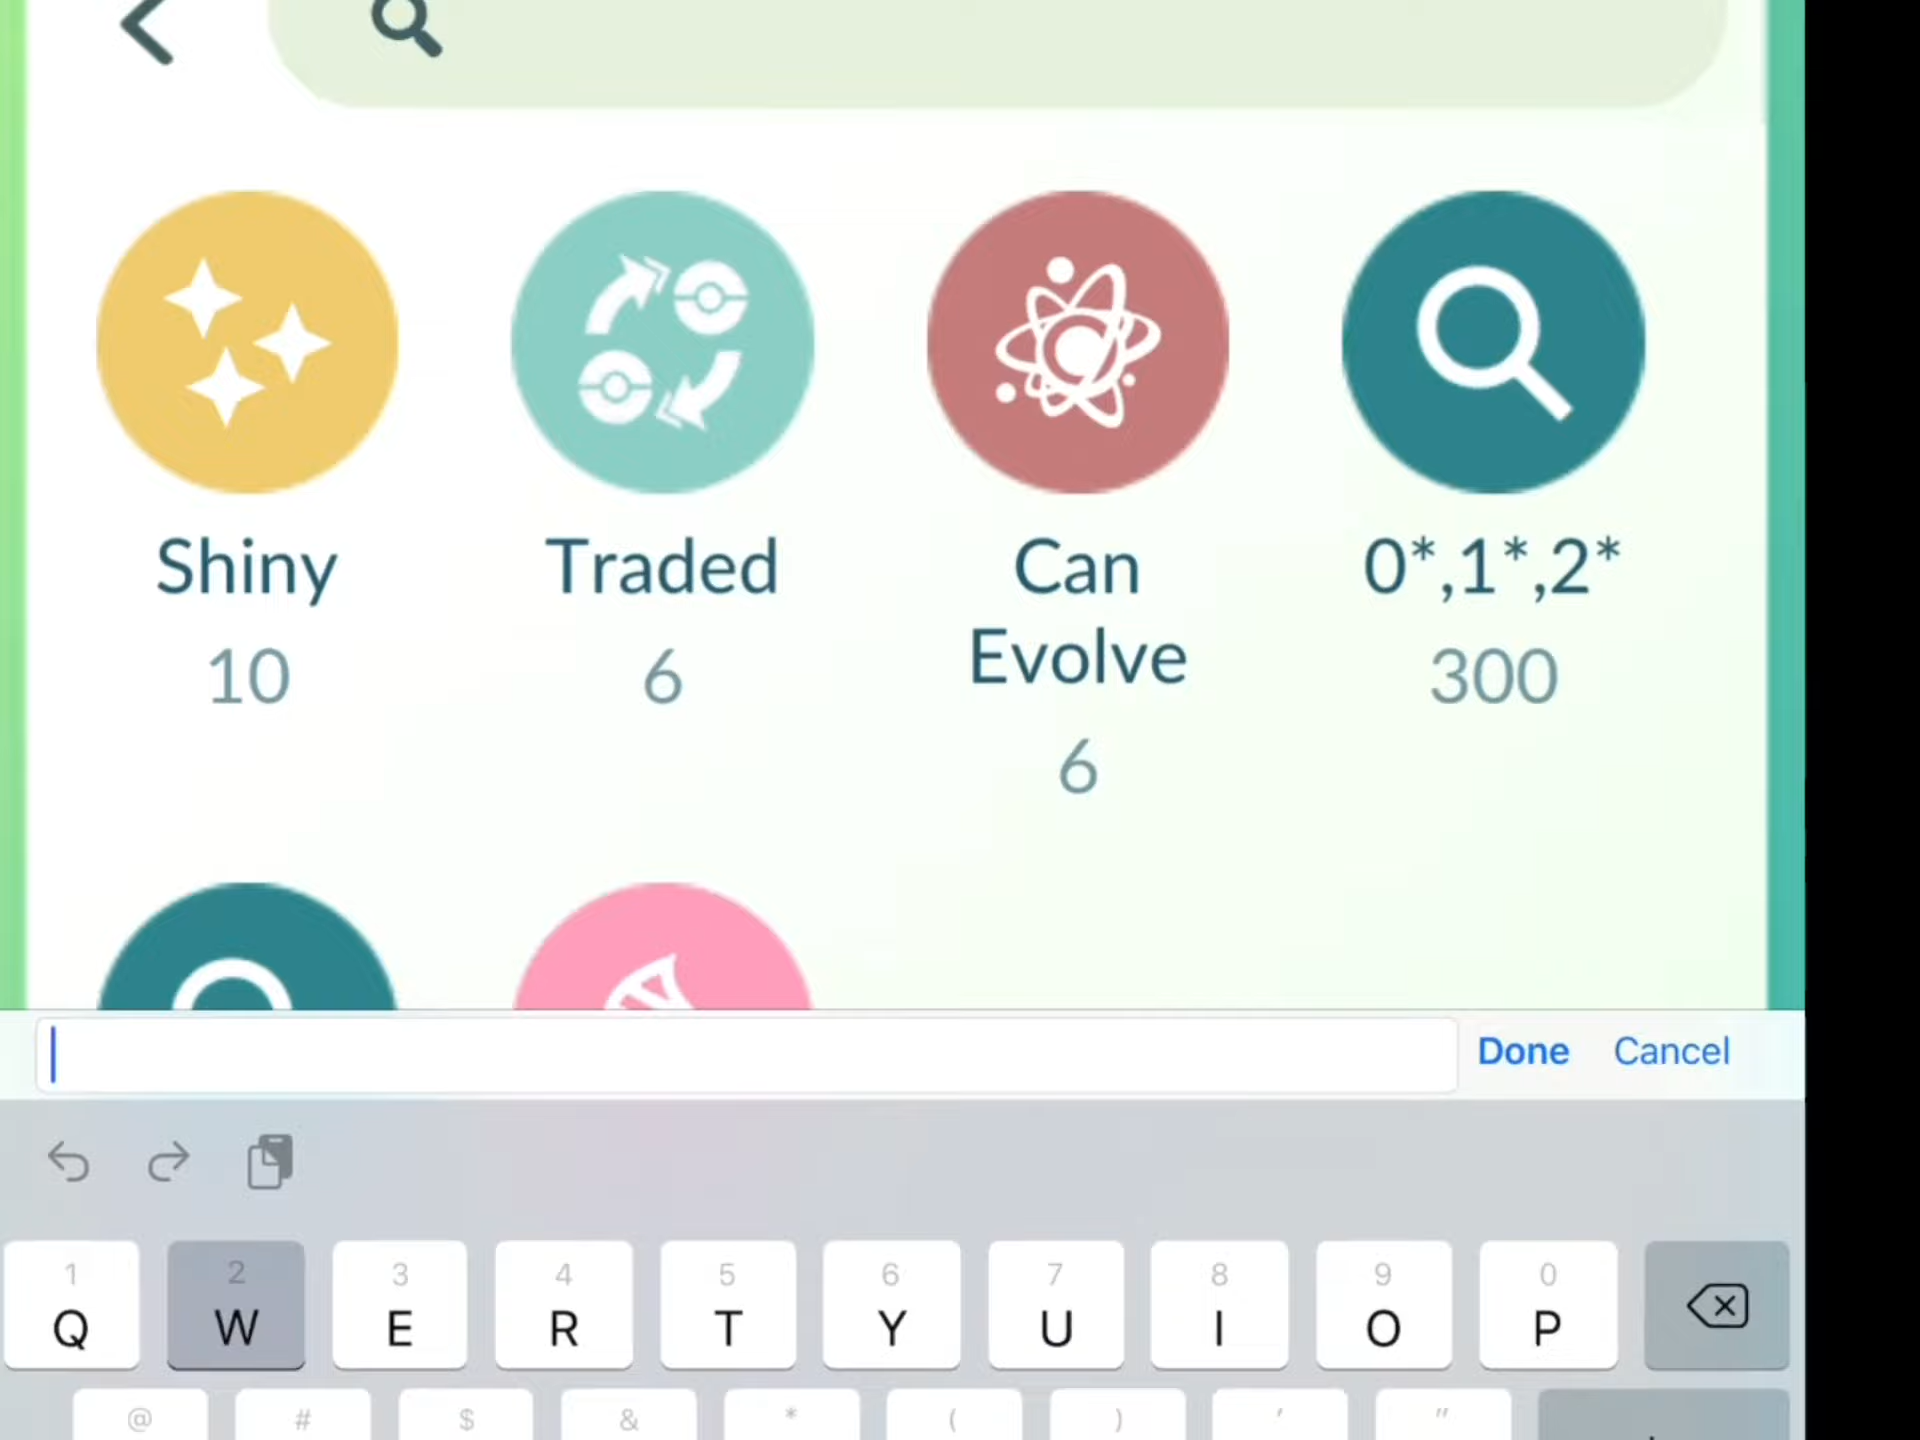 Shiny
Traded
Can
Evolve
0*,1*,2*
10
6
6
300
Done
Cancel
1 2 3 4 5 6 7 8 9 0
Q W E R T Y U I O P
@ # $ & * ( ) ' "